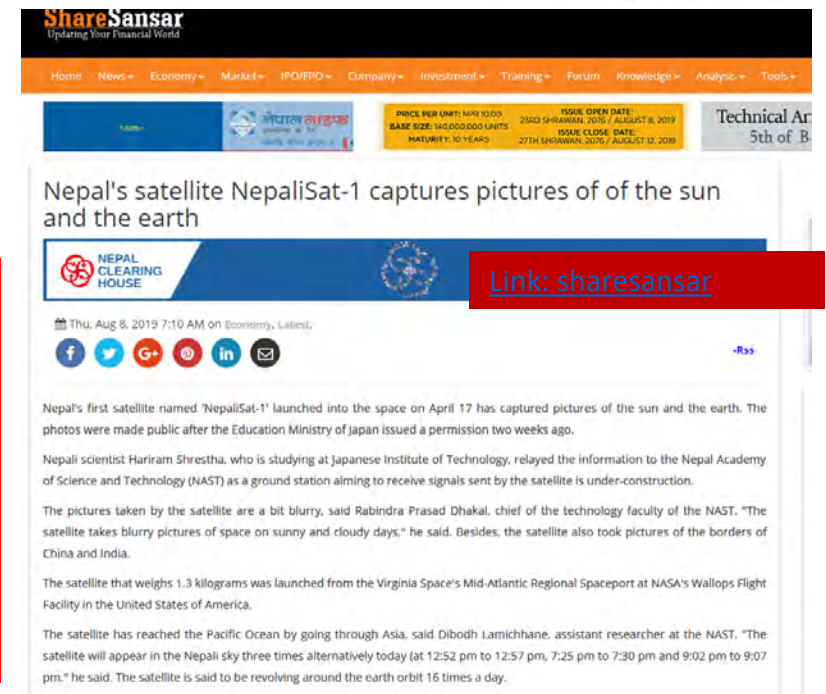 ShareSansar
Updating Your Financial World
Home News Economy Market IPO/FPO Company Investment Training Forum Knowledge Analysis Tools
नेपाल लाइफ
PRICE PER UNIT: NPR 10.00
BASE SIZE: 140,000,000 UNITS
MATURITY: 10 YEARS
ISSUE OPEN DATE:
23RD SHRAWAN, 2076 / AUGUST 8, 2019
ISSUE CLOSE DATE:
27TH SHRAWAN, 2076 / AUGUST 12, 2019
Technical An
5th of B
Nepal's satellite NepaliSat-1 captures pictures of of the sun
and the earth
NEPAL
CLEARING
HOUSE
Link: sharesansar
Thu, Aug 8, 2019 7:10 AM on Economy, Latest,
-Rss
Nepal's first satellite named 'NepaliSat-1' launched into the space on April 17 has captured pictures of the sun and the earth. The
photos were made public after the Education Ministry of Japan issued a permission two weeks ago.
Nepali scientist Hariram Shrestha, who is studying at Japanese Institute of Technology, relayed the information to the Nepal Academy
of Science and Technology (NAST) as a ground station aiming to receive signals sent by the satellite is under-construction.
The pictures taken by the satellite are a bit blurry, said Rabindra Prasad Dhakal, chief of the technology faculty of the NAST. "The
satellite takes blurry pictures of space on sunny and cloudy days," he said. Besides, the satellite also took pictures of the borders of
China and India.
The satellite that weighs 1.3 kilograms was launched from the Virginia Space's Mid-Atlantic Regional Spaceport at NASA's Wallops Flight
Facility in the United States of America.
The satellite has reached the Pacific Ocean by going through Asia, said Dibodh Lamichhane, assistant researcher at the NAST. "The
satellite will appear in the Nepali sky three times alternatively today (at 12:52 pm to 12:57 pm, 7:25 pm to 7:30 pm and 9:02 pm to 9:07
pm." he said. The satellite is said to be revolving around the earth orbit 16 times a day.